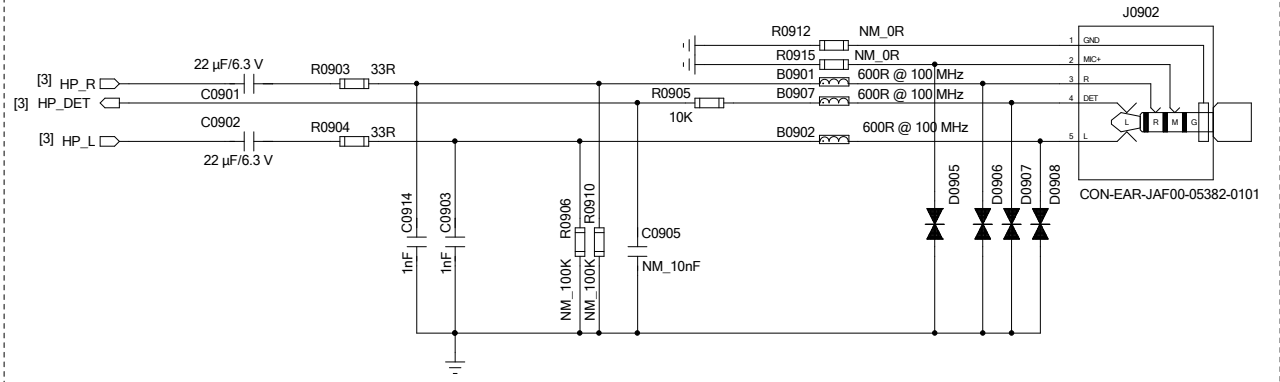 J0902
R0912 NM_0R
1 GND
R0915 NM_0R
2 MIC+
22 µF/6.3 V
R0903 33R
B0901 600R @ 100 MHz
3 R
[3] HP_R
C0901
R0905
B0907 600R @ 100 MHz
4 DET
[3] HP_DET
10K
C0902
R0904 33R
B0902 600R @ 100 MHz
L R M G
[3] HP_L
5 L
22 µF/6.3 V
CON-EAR-JAF00-05382-0101
C0914
1nF
C0903
1nF
R0906
NM_100K
R0910
NM_100K
C0905
NM_10nF
D0905
D0906
D0907
D0908